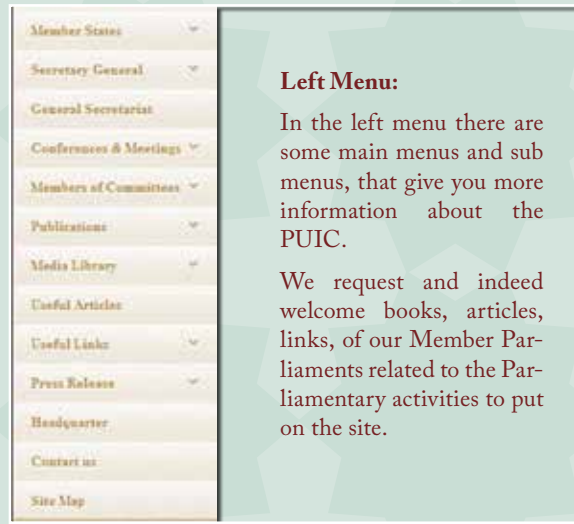 Member States
Secretary General
General Secretariat
Conferences & Meetings
Members of Committees
Publications
Media Library
Useful Articles
Useful Links
Press Release
Headquarter
Contact us
Site Map
Left Menu:
In the left menu there are
some main menus and sub
menus, that give you more
information about the
PUIC.
We request and indeed
welcome books, articles,
links, of our Member Par-
liaments related to the Par-
liamentary activities to put
on the site.